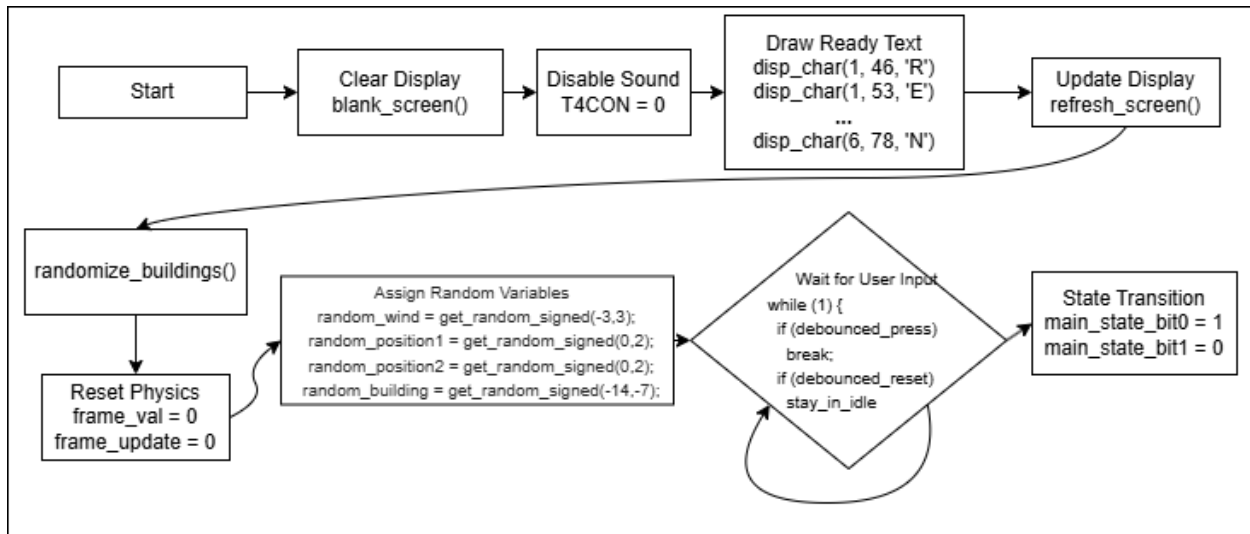 Start
Clear Display
blank_screen()
Disable Sound
T4CON = 0
Draw Ready Text
disp_char(1, 46, 'R')
disp_char(1, 53, 'E')
...
disp_char(6, 78, 'N')
Update Display
refresh_screen()
randomize_buildings()
Reset Physics
frame_val = 0
frame_update = 0
Assign Random Variables
random_wind = get_random_signed(-3,3);
random_position1 = get_random_signed(0,2);
random_position2 = get_random_signed(0,2);
random_building = get_random_signed(-14,-7);
Wait for User Input
while (1) {
if (debounced_press)
break;
if (debounced_reset)
stay_in_idle
State Transition
main_state_bit0 = 1
main_state_bit1 = 0